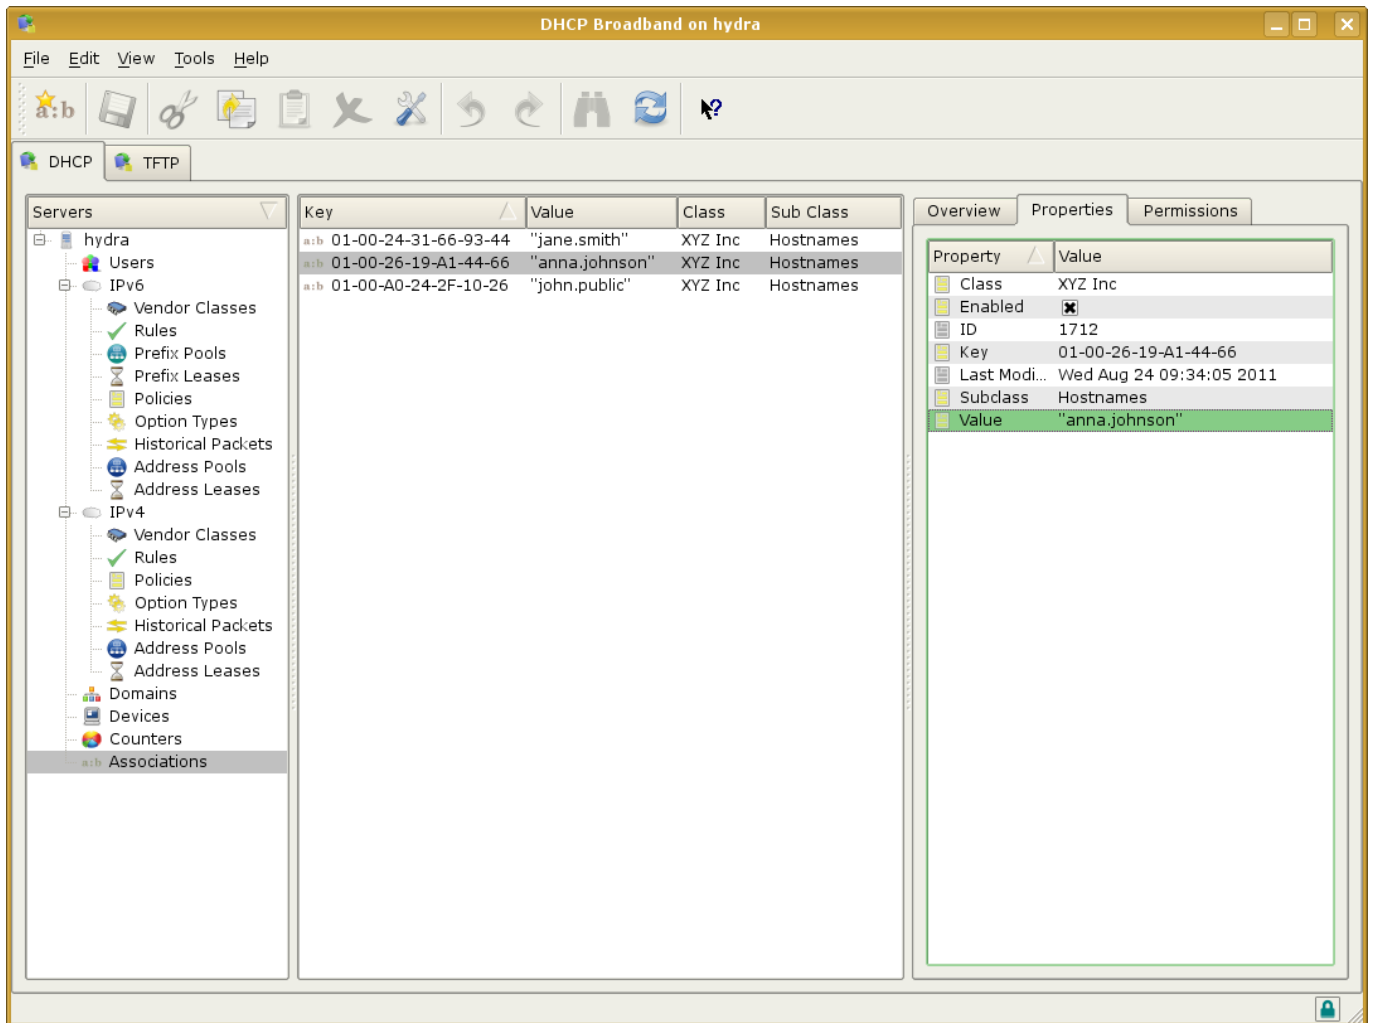 DHCP Broadband on hydra
File Edit View Tools Help
a:b
DHCP TFTP
Servers
hydra
Users
IPv6
Vendor Classes
Rules
Prefix Pools
Prefix Leases
Policies
Option Types
Historical Packets
Address Pools
Address Leases
IPv4
Vendor Classes
Rules
Policies
Option Types
Historical Packets
Address Pools
Address Leases
Domains
Devices
Counters
a:b Associations
Key Value Class Sub Class
a:b 01-00-24-31-66-93-44 "jane.smith" XYZ Inc Hostnames
a:b 01-00-26-19-A1-44-66 "anna.johnson" XYZ Inc Hostnames
a:b 01-00-A0-24-2F-10-26 "john.public" XYZ Inc Hostnames
Overview Properties Permissions
Property Value
Class XYZ Inc
Enabled
ID 1712
Key 01-00-26-19-A1-44-66
Last Modi... Wed Aug 24 09:34:05 2011
Subclass Hostnames
Value "anna.johnson"